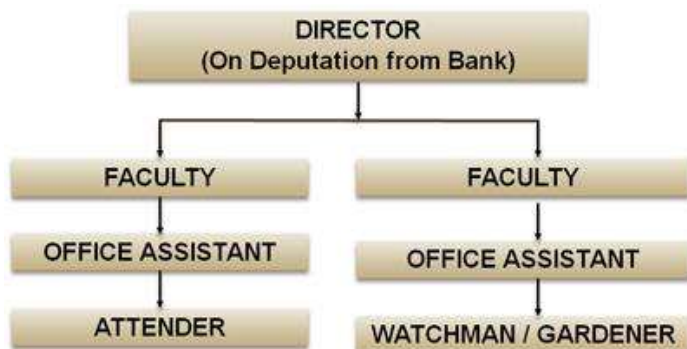 DIRECTOR
(On Deputation from Bank)
FACULTY
FACULTY
OFFICE ASSISTANT
OFFICE ASSISTANT
ATTENDER
WATCHMAN / GARDENER